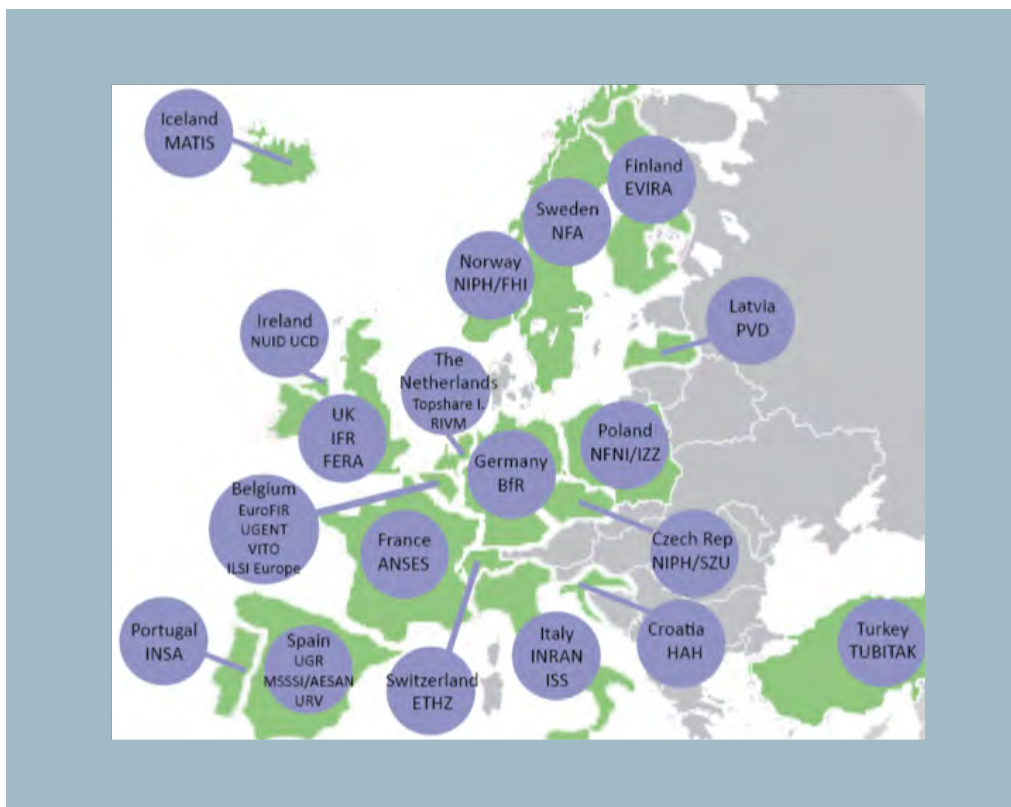 Iceland
MATIS
Finland
EVIRA
Sweden
NFA
Norway
NIPH/FHI
Latvia
PVD
Ireland
NUID UCD
The
Netherlands
Topshare I.
RIVM
UK
IFR
FERA
Poland
NFNI/IZZ
Germany
BfR
Belgium
EuroFIR
UGENT
VITO
ILSI Europe
France
ANSES
Czech Rep
NIPH/SZU
Portugal
INSA
Spain
UGR
MSSSI/AESAN
URV
Switzerland
ETHZ
Italy
INRAN
ISS
Croatia
HAH
Turkey
TUBITAK